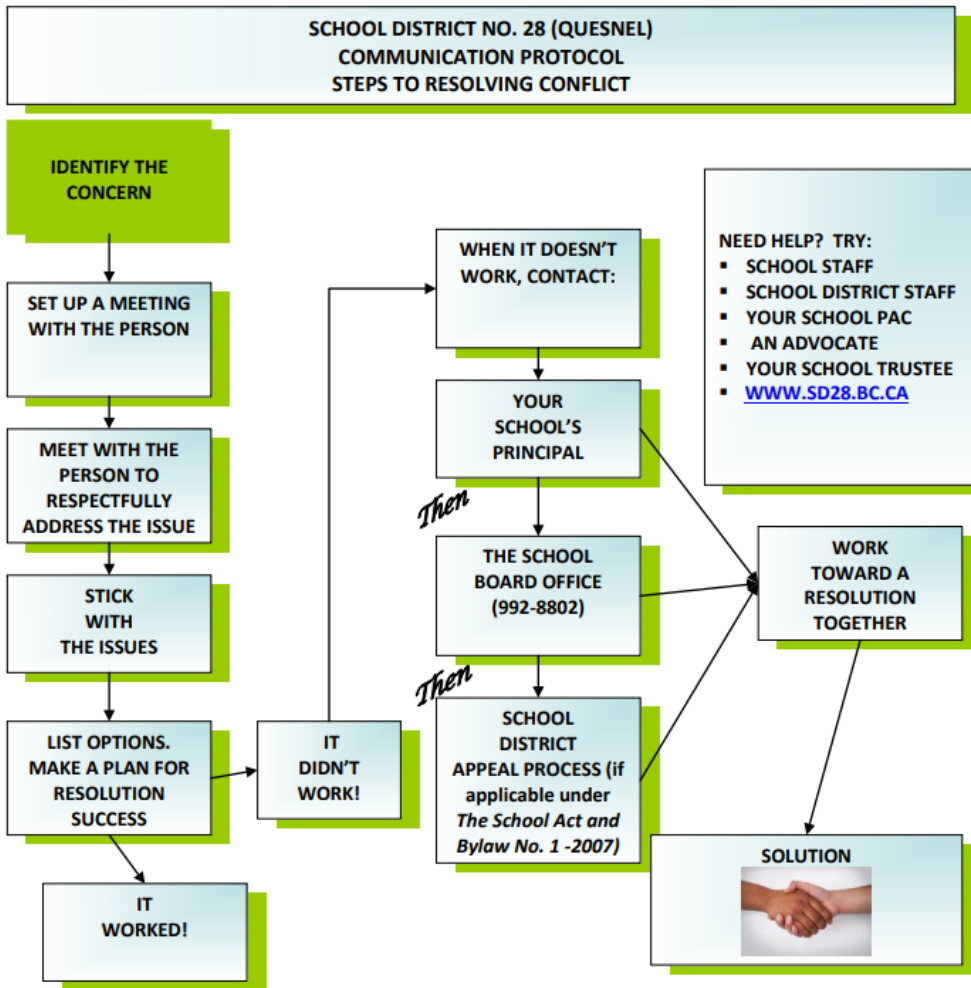 SCHOOL DISTRICT NO. 28 (QUESNEL)
COMMUNICATION PROTOCOL
STEPS TO RESOLVING CONFLICT
IDENTIFY THE
CONCERN
SET UP A MEETING
WITH THE PERSON
MEET WITH THE
PERSON TO
RESPECTFULLY
ADDRESS THE ISSUE
STICK
WITH
THE ISSUES
LIST OPTIONS.
MAKE A PLAN FOR
RESOLUTION
SUCCESS
IT
WORKED!
IT
DIDN'T
WORK!
WHEN IT DOESN'T
WORK, CONTACT:
YOUR
SCHOOL'S
PRINCIPAL
Then
THE SCHOOL
BOARD OFFICE
(992-8802)
Then
SCHOOL
DISTRICT
APPEAL PROCESS (if
applicable under
The School Act and
Bylaw No. 1 -2007)
NEED HELP? TRY:
▪ SCHOOL STAFF
▪ SCHOOL DISTRICT STAFF
▪ YOUR SCHOOL PAC
▪ AN ADVOCATE
▪ YOUR SCHOOL TRUSTEE
▪ WWW.SD28.BC.CA
WORK
TOWARD A
RESOLUTION
TOGETHER
SOLUTION